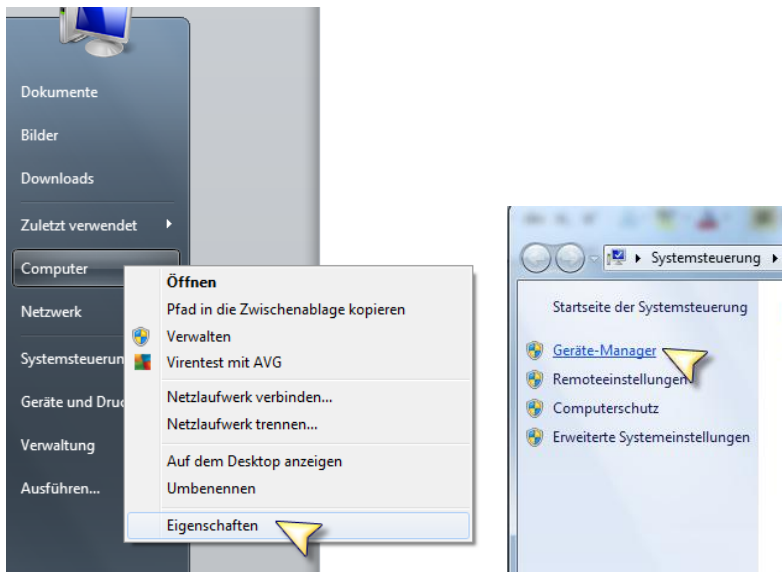 Dokumente
Bilder
Downloads
Zuletzt verwendet
Computer
Netzwerk
Systemsteuerun
Geräte und Druc
Verwaltung
Ausführen...
Öffnen
Pfad in die Zwischenablage kopieren
Verwalten
Virentest mit AVG
Netzlaufwerk verbinden...
Netzlaufwerk trennen...
Auf dem Desktop anzeigen
Umbenennen
Eigenschaften
Systemsteuerung
Startseite der Systemsteuerung
Geräte-Manager
Remoteeinstellungen
Computerschutz
Erweiterte Systemeinstellungen